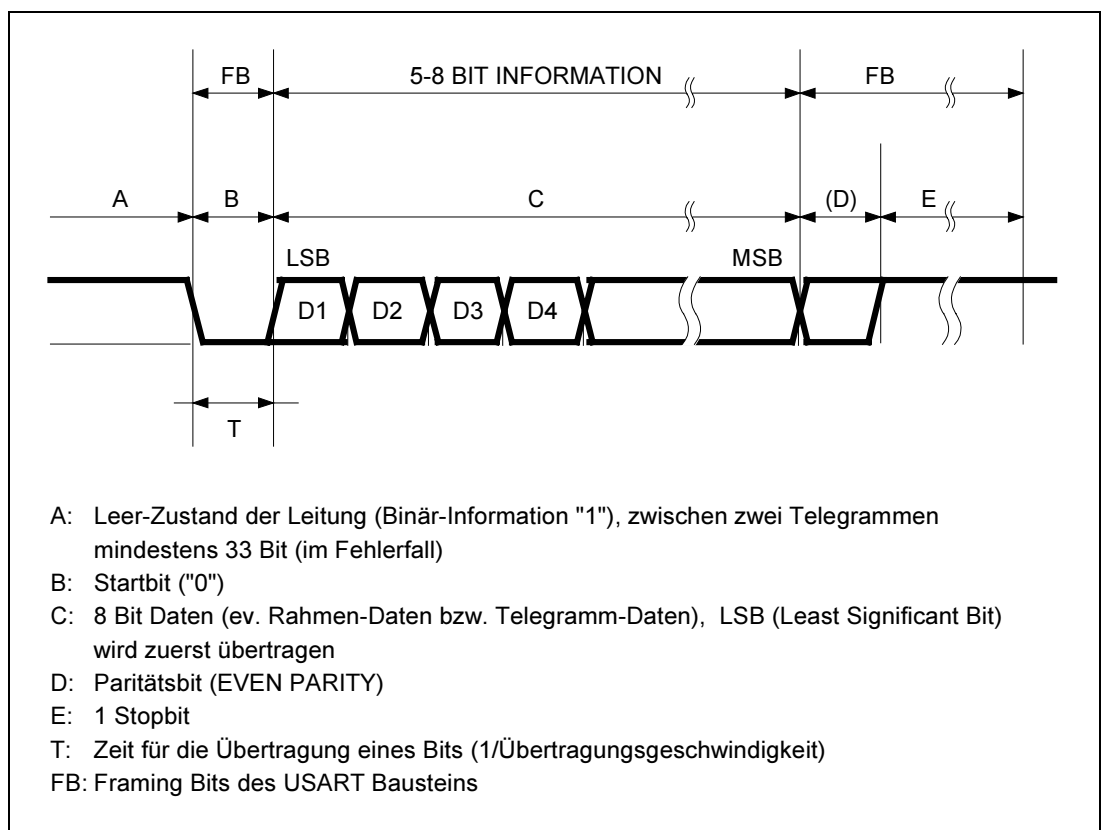 FB 5-8 BIT INFORMATION FB
A B C (D) E
LSB MSB
D1 D2 D3 D4
T
A: Leer-Zustand der Leitung (Binär-Information "1"), zwischen zwei Telegrammen
mindestens 33 Bit (im Fehlerfall)
B: Startbit ("0")
C: 8 Bit Daten (ev. Rahmen-Daten bzw. Telegramm-Daten), LSB (Least Significant Bit)
wird zuerst übertragen
D: Paritätsbit (EVEN PARITY)
E: 1 Stopbit
T: Zeit für die Übertragung eines Bits (1/Übertragungsgeschwindigkeit)
FB: Framing Bits des USART Bausteins